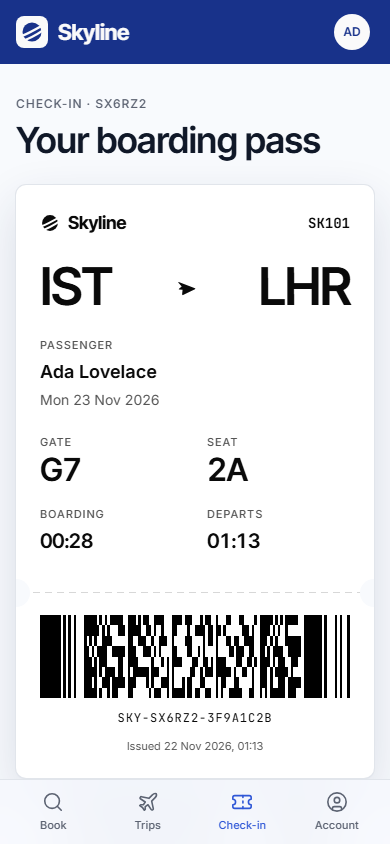 Skyline
AD
CHECK-IN · SX6RZ2
Your boarding pass
Skyline
SK101
IST
LHR
PASSENGER
Ada Lovelace
Mon 23 Nov 2026
GATE
SEAT
G7
2A
BOARDING
DEPARTS
00:28
01:13
SKY-SX6RZ2-3F9A1C2B
Issued 22 Nov 2026, 01:13
Book
Trips
Check-in
Account